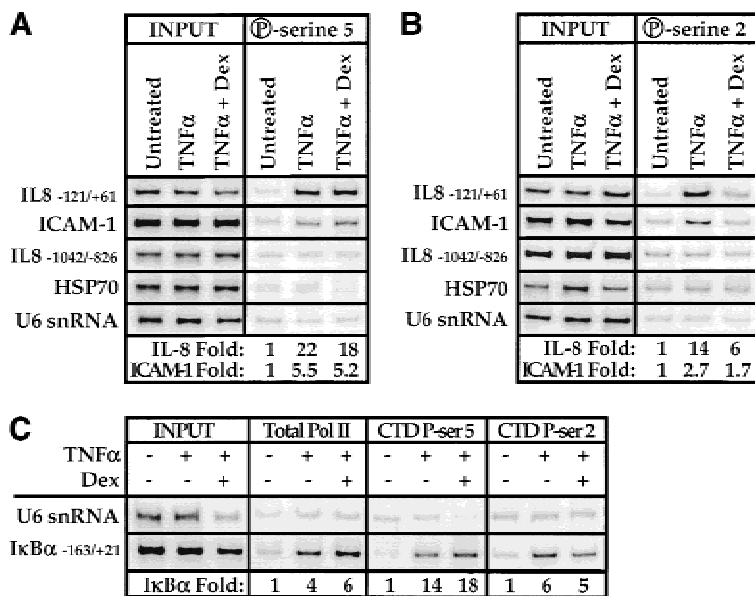 A
INPUT Ⓟ-serine 5
Untreated TNFα TNFα + Dex Untreated TNFα TNFα + Dex
IL8 -121/+61
ICAM-1
IL8 -1042/-826
HSP70
U6 snRNA
IL-8 Fold: 1 22 18
ICAM-1 Fold: 1 5.5 5.2
B
INPUT Ⓟ-serine 2
Untreated TNFα TNFα + Dex Untreated TNFα TNFα + Dex
IL8 -121/+61
ICAM-1
IL8 -1042/-826
HSP70
U6 snRNA
IL-8 Fold: 1 14 6
ICAM-1 Fold: 1 2.7 1.7
C
INPUT Total Pol II CTD P-ser 5 CTD P-ser 2
TNFα - + + - + + - + + - + +
Dex - - + - - + - - + - - +
U6 snRNA
IκBα -163/+21
IκBα Fold: 1 4 6 1 14 18 1 6 5